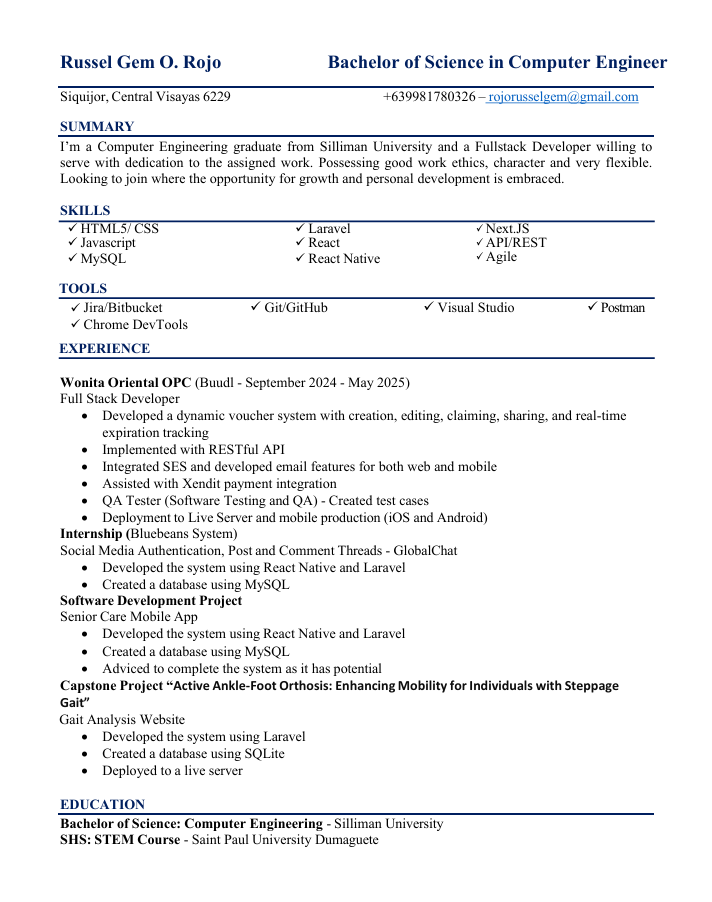 Russel Gem O. Rojo Bachelor of Science in Computer Engineer
Siquijor, Central Visayas 6229 +639981780326 – rojorusselgem@gmail.com
SUMMARY
I’m a Computer Engineering graduate from Silliman University and a Fullstack Developer willing to
serve with dedication to the assigned work. Possessing good work ethics, character and very flexible.
Looking to join where the opportunity for growth and personal development is embraced.
SKILLS
✓ HTML5/ CSS ✓ Laravel ✓ Next.JS
✓ Javascript ✓ React ✓ API/REST
✓ MySQL ✓ React Native ✓ Agile
TOOLS
✓ Jira/Bitbucket ✓ Git/GitHub ✓ Visual Studio ✓ Postman
✓ Chrome DevTools
EXPERIENCE
Wonita Oriental OPC (Buudl - September 2024 - May 2025)
Full Stack Developer
• Developed a dynamic voucher system with creation, editing, claiming, sharing, and real-time
expiration tracking
• Implemented with RESTful API
• Integrated SES and developed email features for both web and mobile
• Assisted with Xendit payment integration
• QA Tester (Software Testing and QA) - Created test cases
• Deployment to Live Server and mobile production (iOS and Android)
Internship (Bluebeans System)
Social Media Authentication, Post and Comment Threads - GlobalChat
• Developed the system using React Native and Laravel
• Created a database using MySQL
Software Development Project
Senior Care Mobile App
• Developed the system using React Native and Laravel
• Created a database using MySQL
• Adviced to complete the system as it has potential
Capstone Project “Active Ankle-Foot Orthosis: Enhancing Mobility for Individuals with Steppage
Gait”
Gait Analysis Website
• Developed the system using Laravel
• Created a database using SQLite
• Deployed to a live server
EDUCATION
Bachelor of Science: Computer Engineering - Silliman University
SHS: STEM Course - Saint Paul University Dumaguete